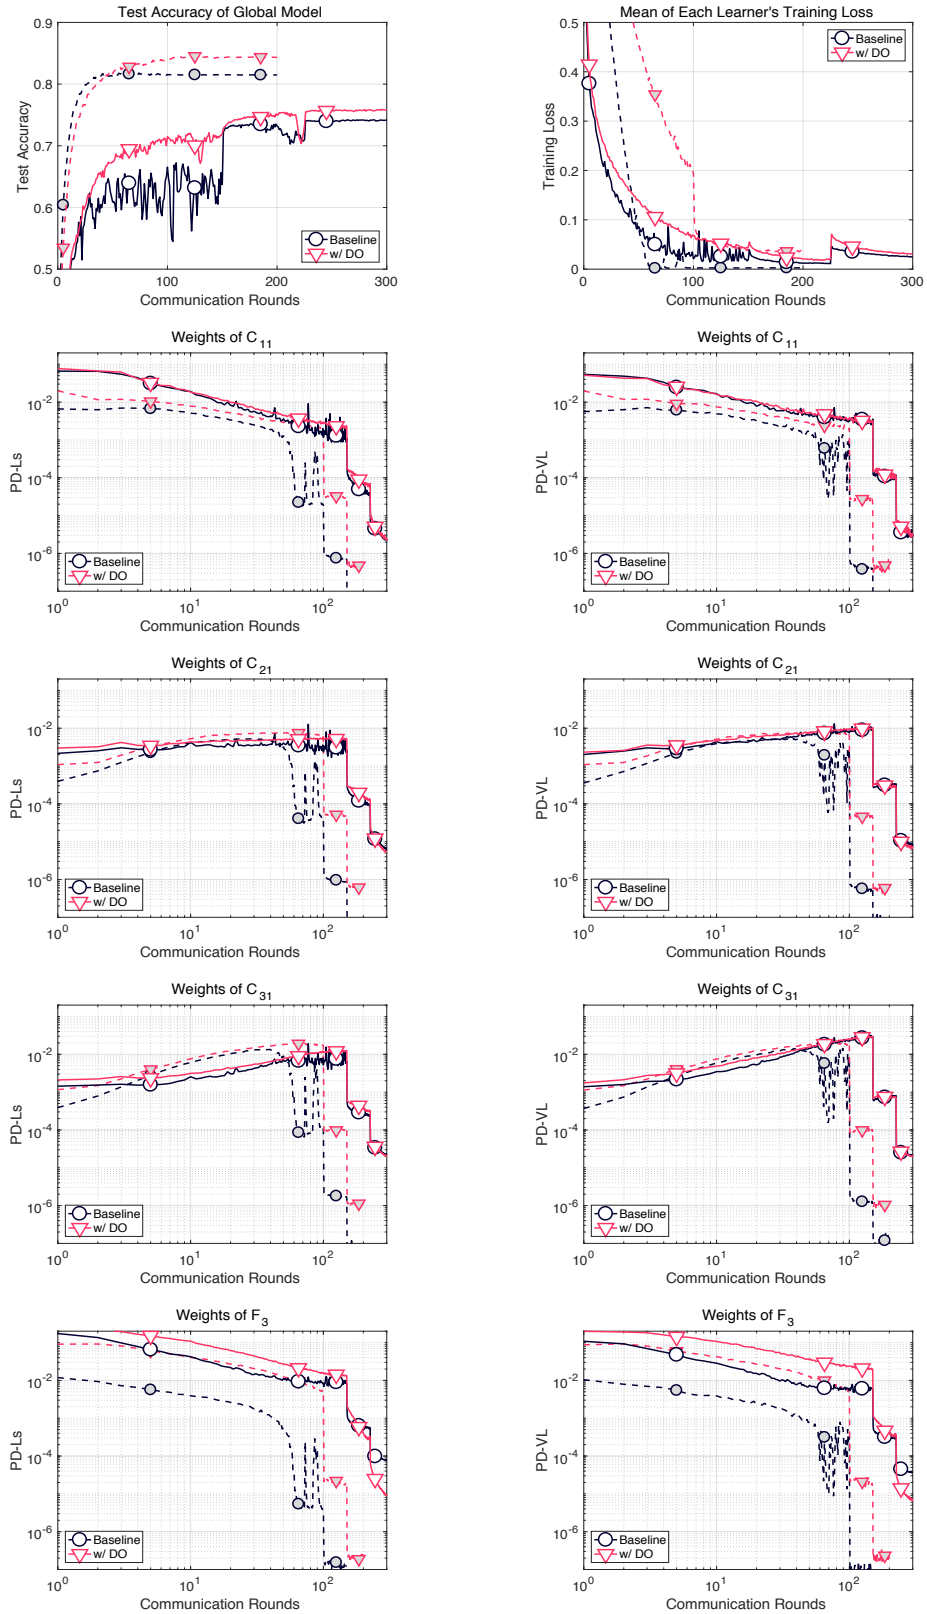 Test Accuracy of Global Model
0.9
0.8
0.7
0.6
0.5
Test Accuracy
Baseline
w/ DO
0 100 200 300
Communication Rounds
Mean of Each Learner's Training Loss
0.5
0.4
0.3
0.2
0.1
0
Training Loss
Baseline
w/ DO
0 100 200 300
Communication Rounds
Weights of C11
10-2
10-4
10-6
PD-Ls
Baseline
w/ DO
100 101 102
Communication Rounds
Weights of C11
10-2
10-4
10-6
PD-VL
Baseline
w/ DO
100 101 102
Communication Rounds
Weights of C21
10-2
10-4
10-6
PD-Ls
Baseline
w/ DO
100 101 102
Communication Rounds
Weights of C21
10-2
10-4
10-6
PD-VL
Baseline
w/ DO
100 101 102
Communication Rounds
Weights of C31
10-2
10-4
10-6
PD-Ls
Baseline
w/ DO
100 101 102
Communication Rounds
Weights of C31
10-2
10-4
10-6
PD-VL
Baseline
w/ DO
100 101 102
Communication Rounds
Weights of F3
10-2
10-4
10-6
PD-Ls
Baseline
w/ DO
100 101 102
Communication Rounds
Weights of F3
10-2
10-4
10-6
PD-VL
Baseline
w/ DO
100 101 102
Communication Rounds